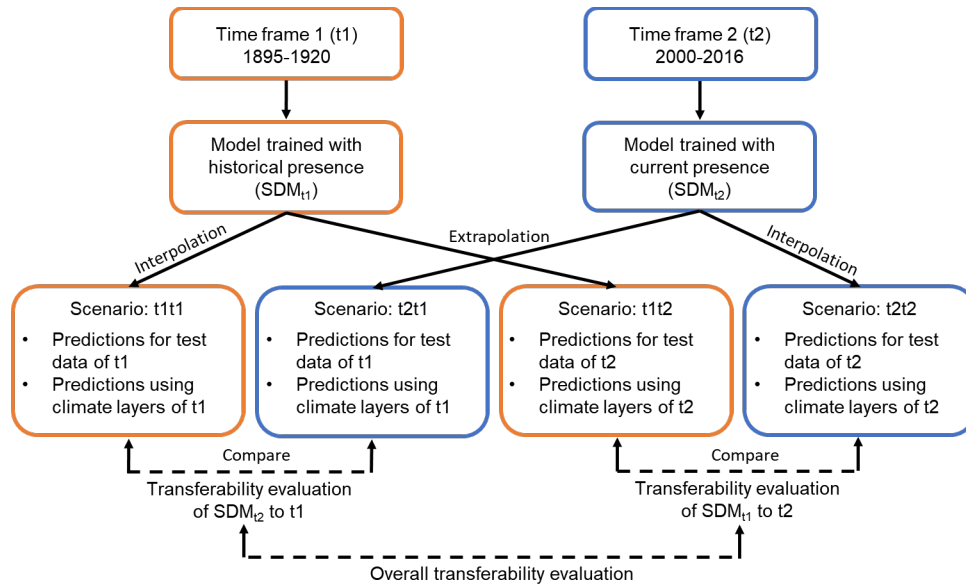 Time frame 1 (t1)
1895-1920
Time frame 2 (t2)
2000-2016
Model trained with
historical presence
(SDMt1)
Model trained with
current presence
(SDMt2)
Interpolation
Extrapolation
Interpolation
Scenario: t1t1
• Predictions for test
data of t1
• Predictions using
climate layers of t1
Scenario: t2t1
• Predictions for test
data of t1
• Predictions using
climate layers of t1
Scenario: t1t2
• Predictions for test
data of t2
• Predictions using
climate layers of t2
Scenario: t2t2
• Predictions for test
data of t2
• Predictions using
climate layers of t2
Compare
Transferability evaluation
of SDMt2 to t1
Compare
Transferability evaluation
of SDMt1 to t2
Overall transferability evaluation